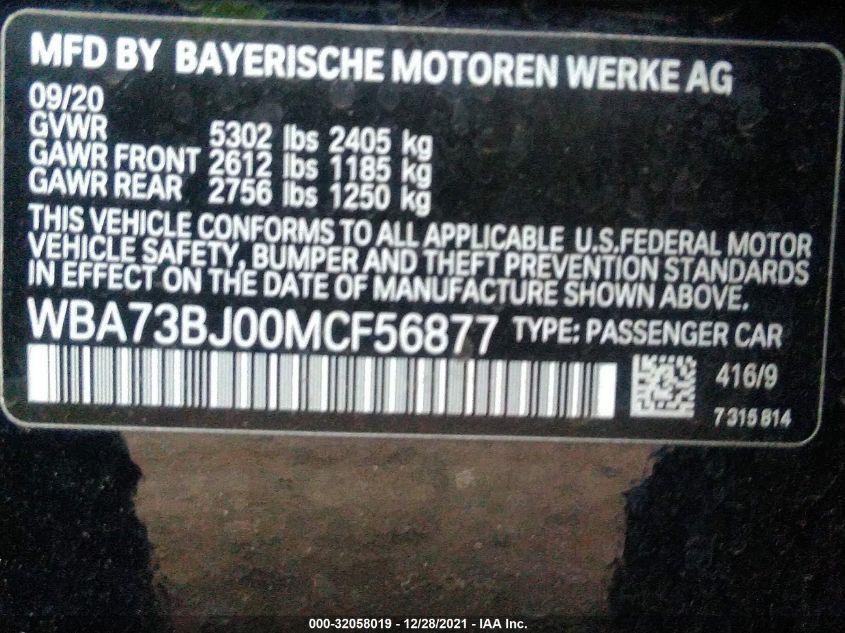 MFD BY BAYERISCHE MOTOREN WERKE AG
09/20
GVWR 5302 lbs 2405 kg
GAWR FRONT 2612 lbs 1185 kg
GAWR REAR 2756 lbs 1250 kg
THIS VEHICLE CONFORMS TO ALL APPLICABLE U.S.FEDERAL MOTOR
VEHICLE SAFETY, BUMPER AND THEFT PREVENTION STANDARDS
IN EFFECT ON THE DATE OF MANUFACTURE SHOWN ABOVE.
WBA73BJ00MCF56877 TYPE: PASSENGER CAR
416/9
7315814
000-32058019 - 12/28/2021 - IAA Inc.